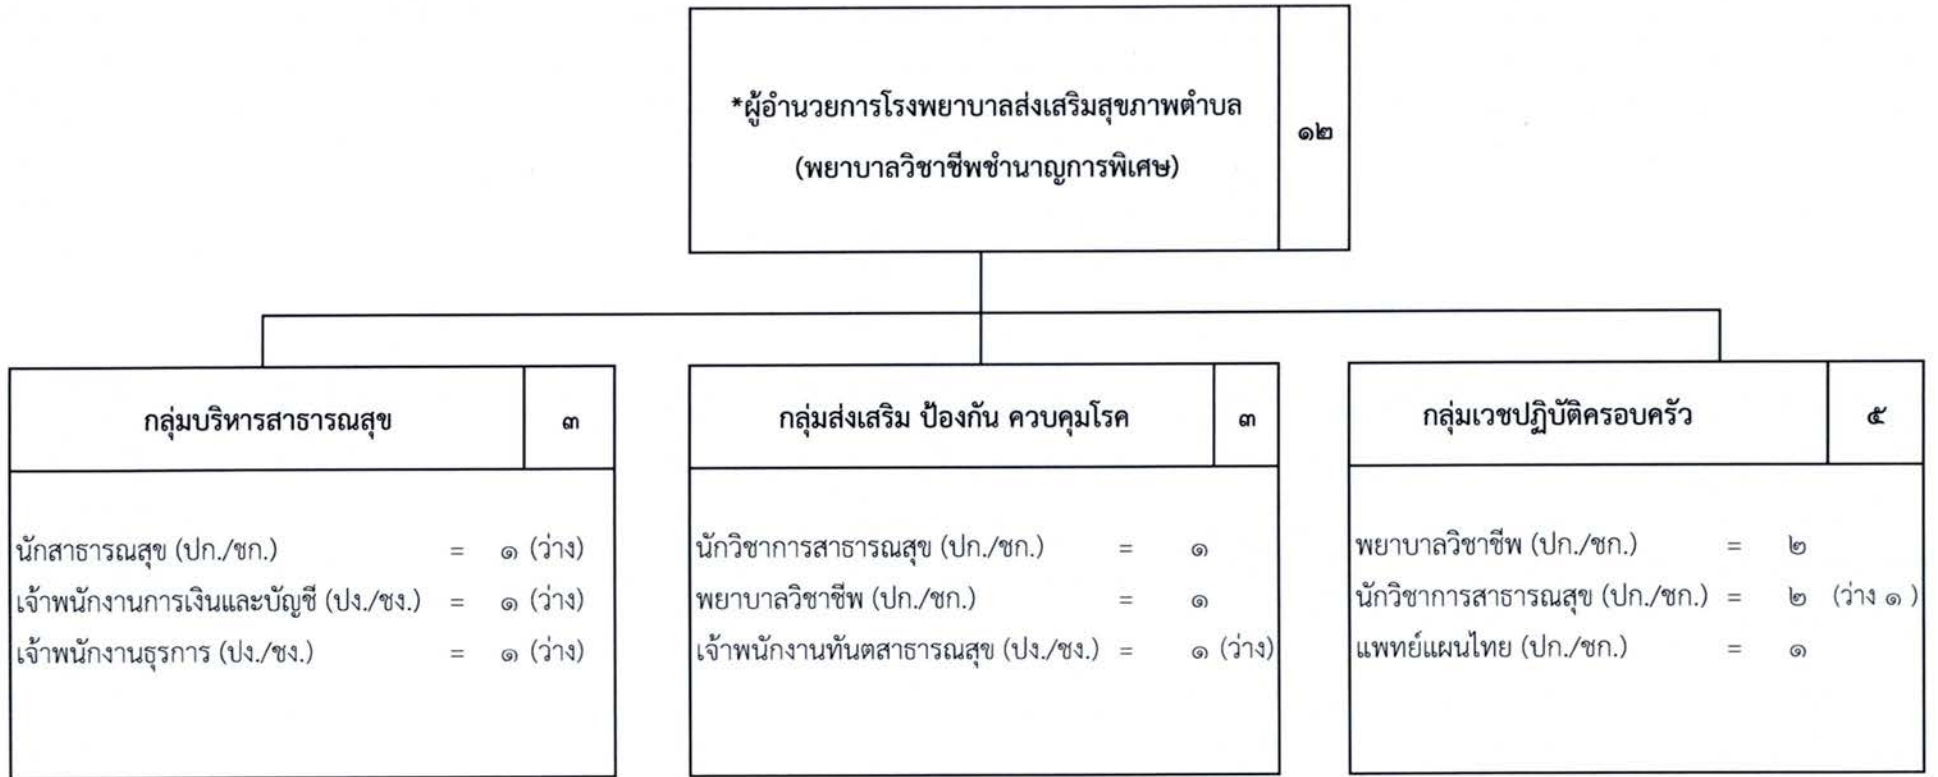 *ผู้อำนวยการโรงพยาบาลส่งเสริมสุขภาพตำบล
(พยาบาลวิชาชีพชำนาญการพิเศษ)
๑๒
กลุ่มบริหารสาธารณสุข ๓
นักสาธารณสุข (ปก./ชก.) = ๑ (ว่าง)
เจ้าพนักงานการเงินและบัญชี (ปง./ชง.) = ๑ (ว่าง)
เจ้าพนักงานธุรการ (ปง./ชง.) = ๑ (ว่าง)
กลุ่มส่งเสริม ป้องกัน ควบคุมโรค ๓
นักวิชาการสาธารณสุข (ปก./ชก.) = ๑
พยาบาลวิชาชีพ (ปก./ชก.) = ๑
เจ้าพนักงานทันตสาธารณสุข (ปง./ชง.) = ๑ (ว่าง)
กลุ่มเวชปฏิบัติครอบครัว ๕
พยาบาลวิชาชีพ (ปก./ชก.) = ๒
นักวิชาการสาธารณสุข (ปก./ชก.) = ๒ (ว่าง ๑ )
แพทย์แผนไทย (ปก./ชก.) = ๑